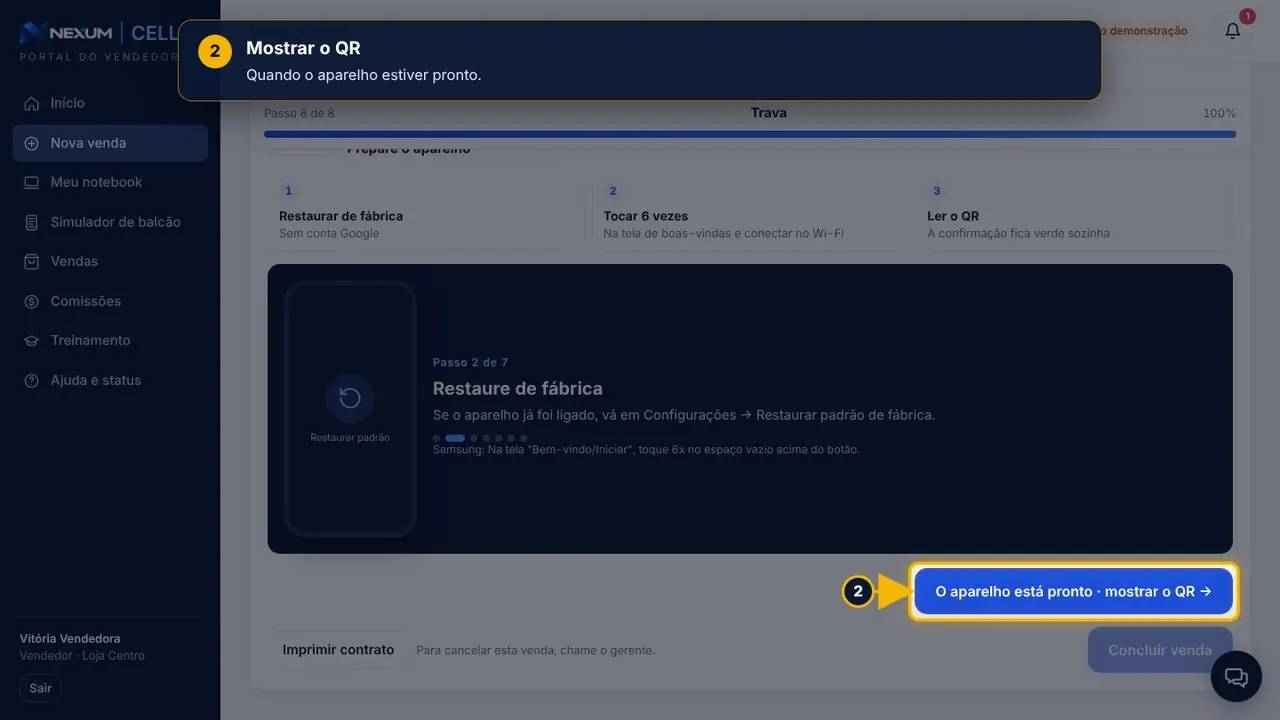 NEXUM | CELL
PORTAL DO VENDEDOR
2
Mostrar o QR
Quando o aparelho estiver pronto.
o demonstração
1
Início
Nova venda
Meu notebook
Simulador de balcão
Vendas
Comissões
Treinamento
Ajuda e status
Passo 8 de 8
Trava
100%
Prepare o aparelho
1
Restaurar de fábrica
Sem conta Google
2
Tocar 6 vezes
Na tela de boas-vindas e conectar no Wi-Fi
3
Ler o QR
A confirmação fica verde sozinha
Restaurar padrão
Passo 2 de 7
Restaure de fábrica
Se o aparelho já foi ligado, vá em Configurações → Restaurar padrão de fábrica.
Samsung: Na tela "Bem-vindo/Iniciar", toque 6x no espaço vazio acima do botão.
2
O aparelho está pronto · mostrar o QR →
Imprimir contrato
Para cancelar esta venda, chame o gerente.
Concluir venda
Vitória Vendedora
Vendedor · Loja Centro
Sair